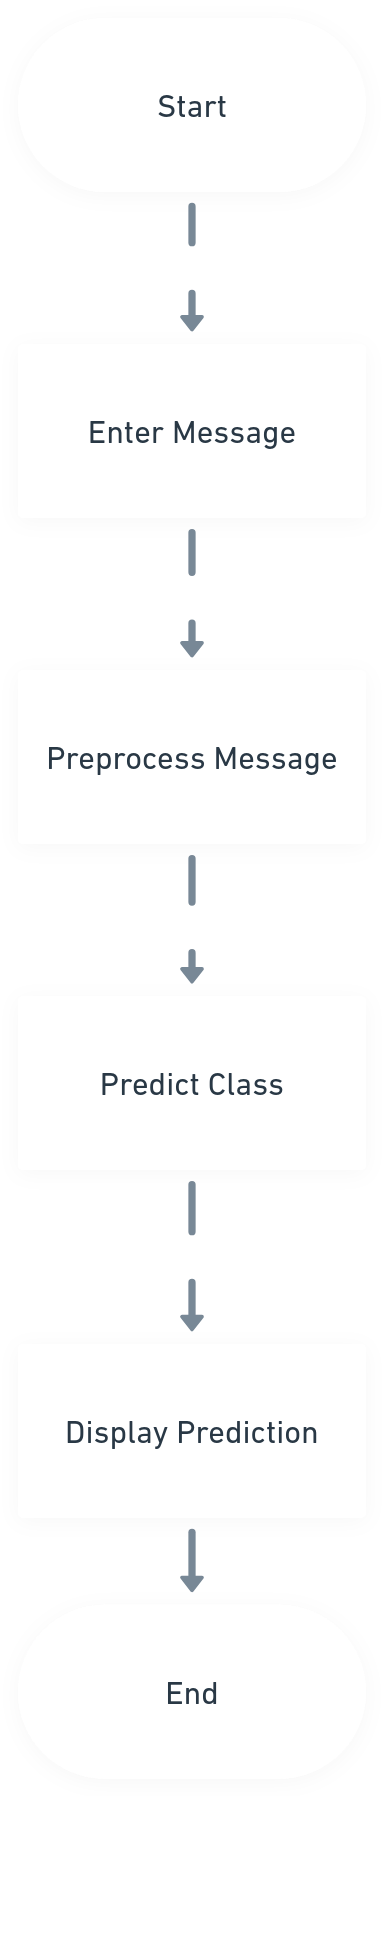 Start
Enter Message
Preprocess Message
Predict Class
Display Prediction
End